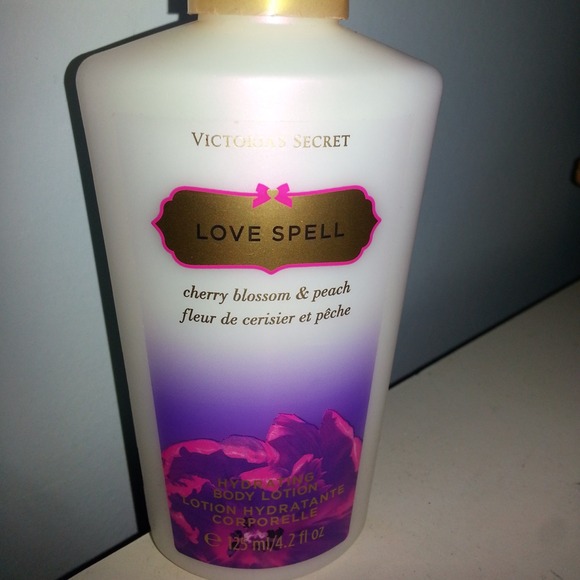 VICTORIA'S SECRET
LOVE SPELL
cherry blossom & peach
fleur de cerisier et pêche
HYDRATING
BODY LOTION
LOTION HYDRATANTE
CORPORELLE
℮ 125 ml/4.2 fl oz